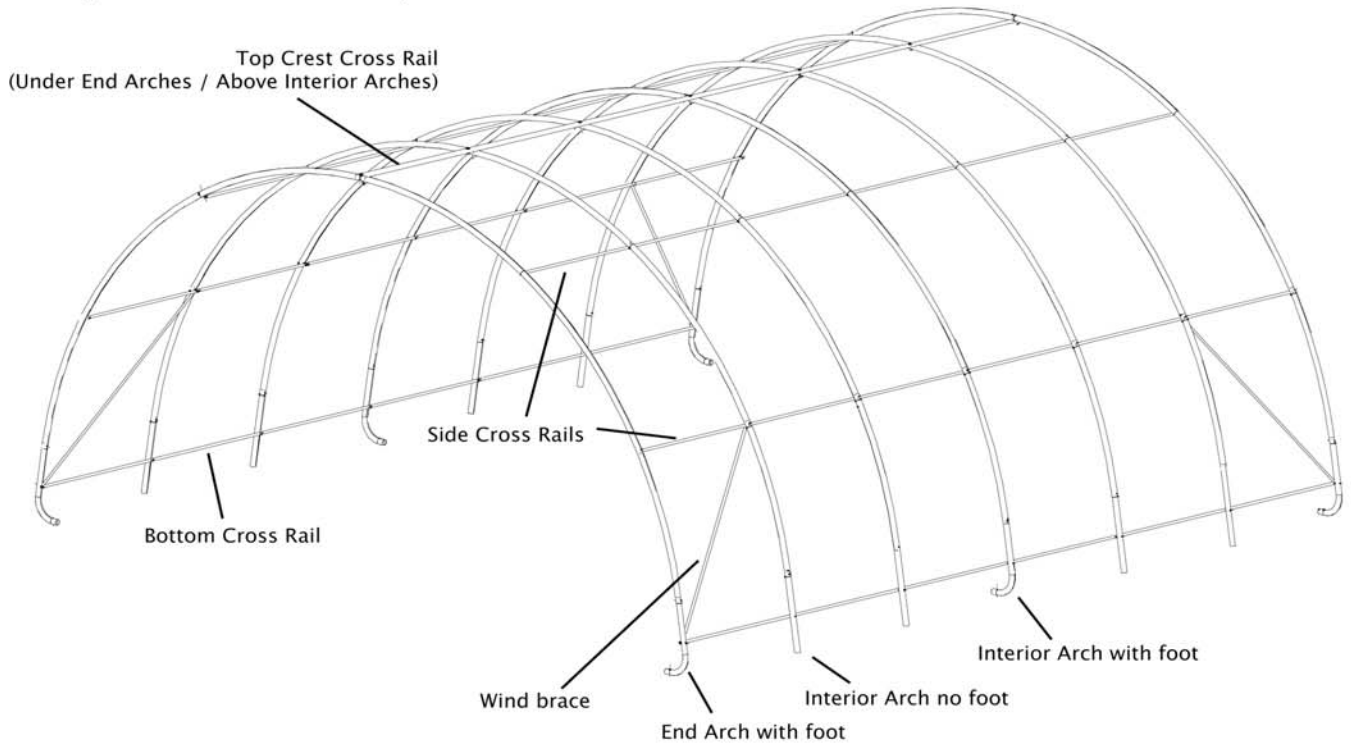 Top Crest Cross Rail
(Under End Arches / Above Interior Arches)
Side Cross Rails
Bottom Cross Rail
Interior Arch with foot
Wind brace
Interior Arch no foot
End Arch with foot